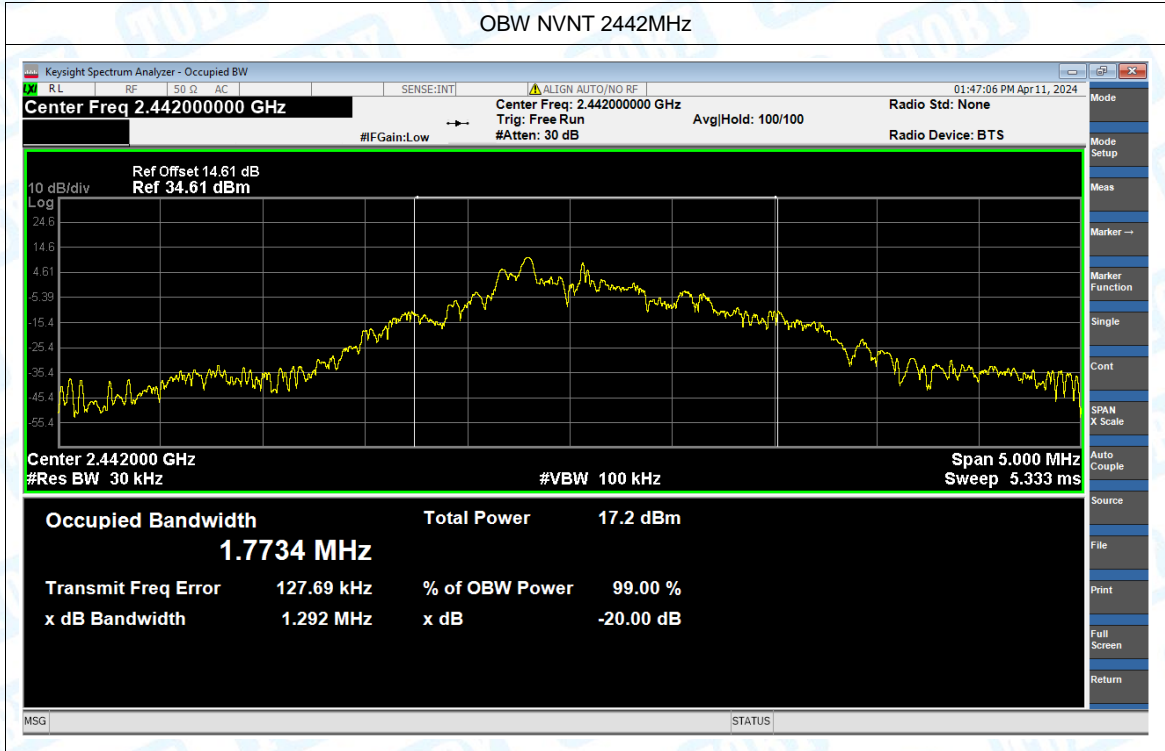 OBW NVNT 2442MHz
Keysight Spectrum Analyzer - Occupied BW
LXI RL RF 50 Ω AC SENSE:INT ALIGN AUTO/NO RF 01:47:06 PM Apr 11, 2024
Center Freq 2.442000000 GHz
Center Freq: 2.442000000 GHz
Radio Std: None
Trig: Free Run
Avg|Hold: 100/100
#IFGain:Low
#Atten: 30 dB
Radio Device: BTS
Ref Offset 14.61 dB
10 dB/div
Ref 34.61 dBm
Log
24.6
14.6
4.61
-5.39
-15.4
-25.4
-35.4
-45.4
-55.4
Center 2.442000 GHz
Span 5.000 MHz
#Res BW 30 kHz
#VBW 100 kHz
Sweep 5.333 ms
Occupied Bandwidth
Total Power 17.2 dBm
1.7734 MHz
Transmit Freq Error 127.69 kHz
% of OBW Power 99.00 %
x dB Bandwidth 1.292 MHz
x dB -20.00 dB
MSG
STATUS
Mode
Mode
Setup
Meas
Marker →
Marker
Function
Single
Cont
SPAN
X Scale
Auto
Couple
Source
File
Print
Full
Screen
Return
TOBY